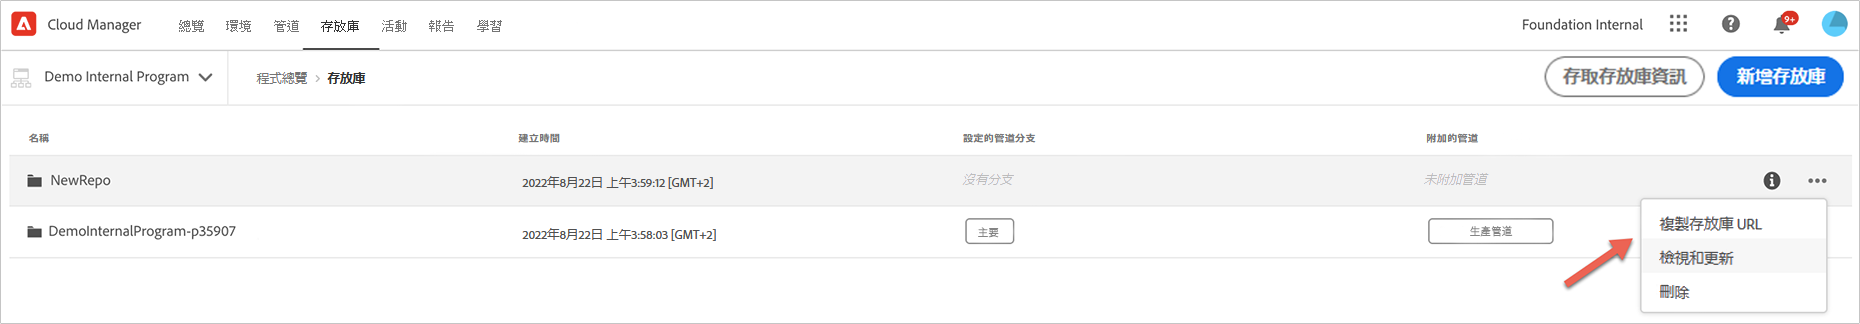 Cloud Manager 總覽 環境 管道 存放庫 活動 報告 學習 Foundation Internal 9+
Demo Internal Program 程式總覽 > 存放庫 存取存放庫資訊 新增存放庫
名稱 建立時間 設定的管道分支 附加的管道
NewRepo 2022年8月22日 上午3:59:12 [GMT+2] 沒有分支 未附加管道
DemoInternalProgram-p35907 2022年8月22日 上午3:58:03 [GMT+2] 主要 生產管道
複製存放庫 URL
檢視和更新
刪除